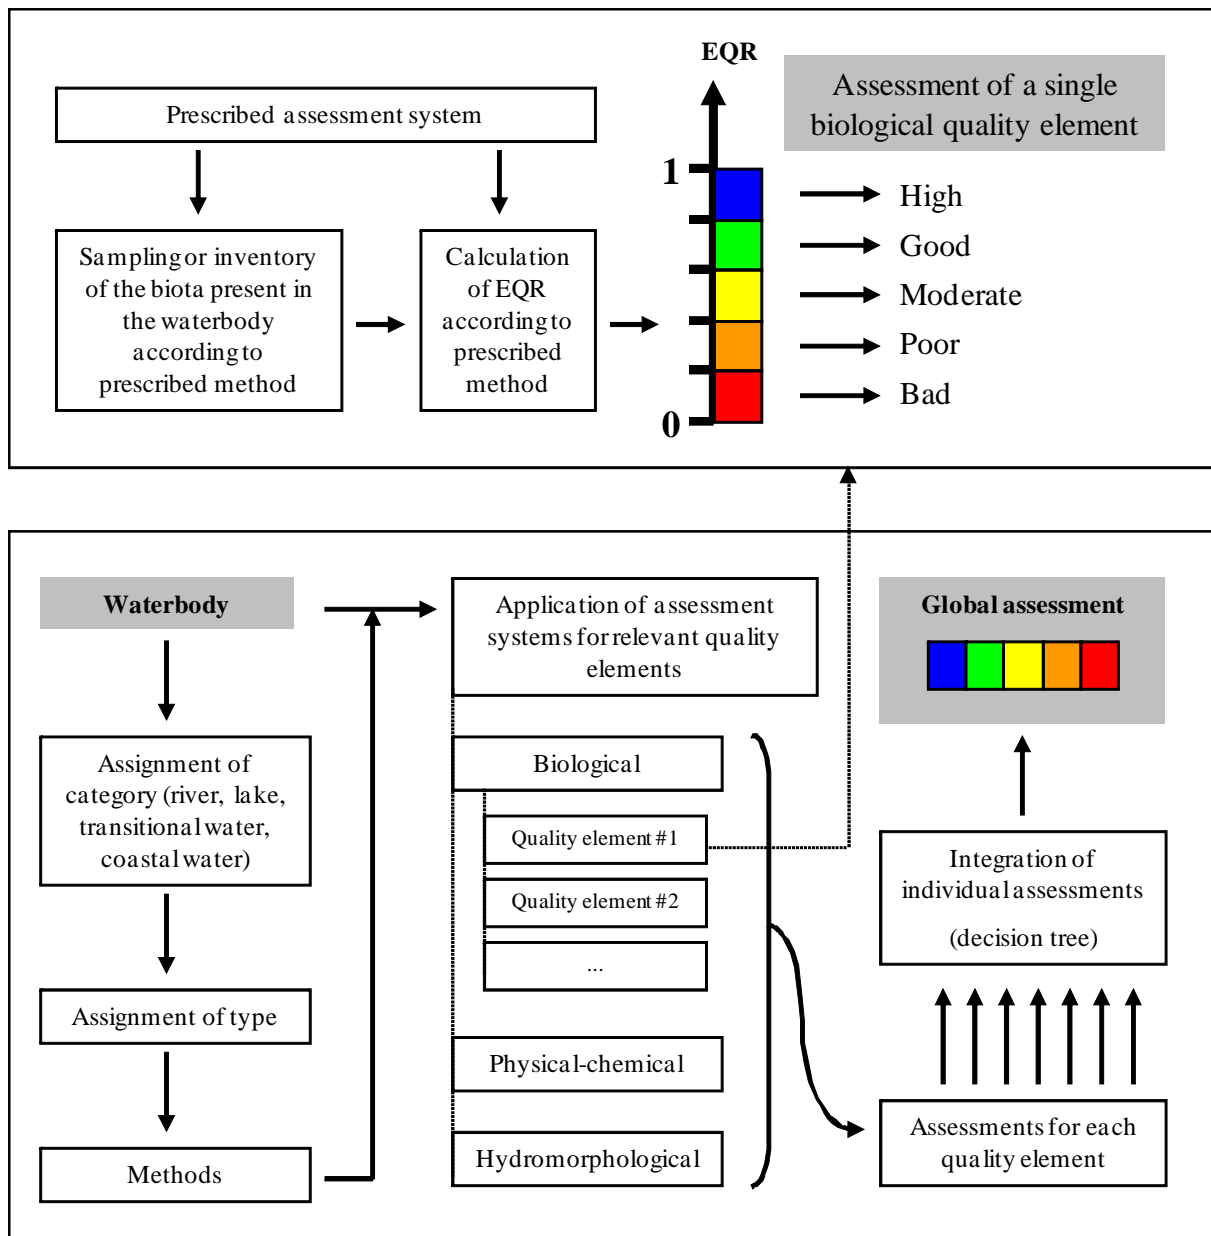 EQR
Assessment of a single
biological quality element
Prescribed assessment system
1
High
Sampling or inventory
of the biota present in
the waterbody
according to
prescribed method
Calculation
of EQR
according to
prescribed
method
Good
Moderate
Poor
Bad
0
Waterbody
Application of assessment
systems for relevant quality
elements
Global assessment
Assignment of
category (river, lake,
transitional water,
coastal water)
Biological
Quality element #1
Quality element #2
...
Integration of
individual assessments
(decision tree)
Assignment of type
Physical-chemical
Methods
Hydromorphological
Assessments for each
quality element